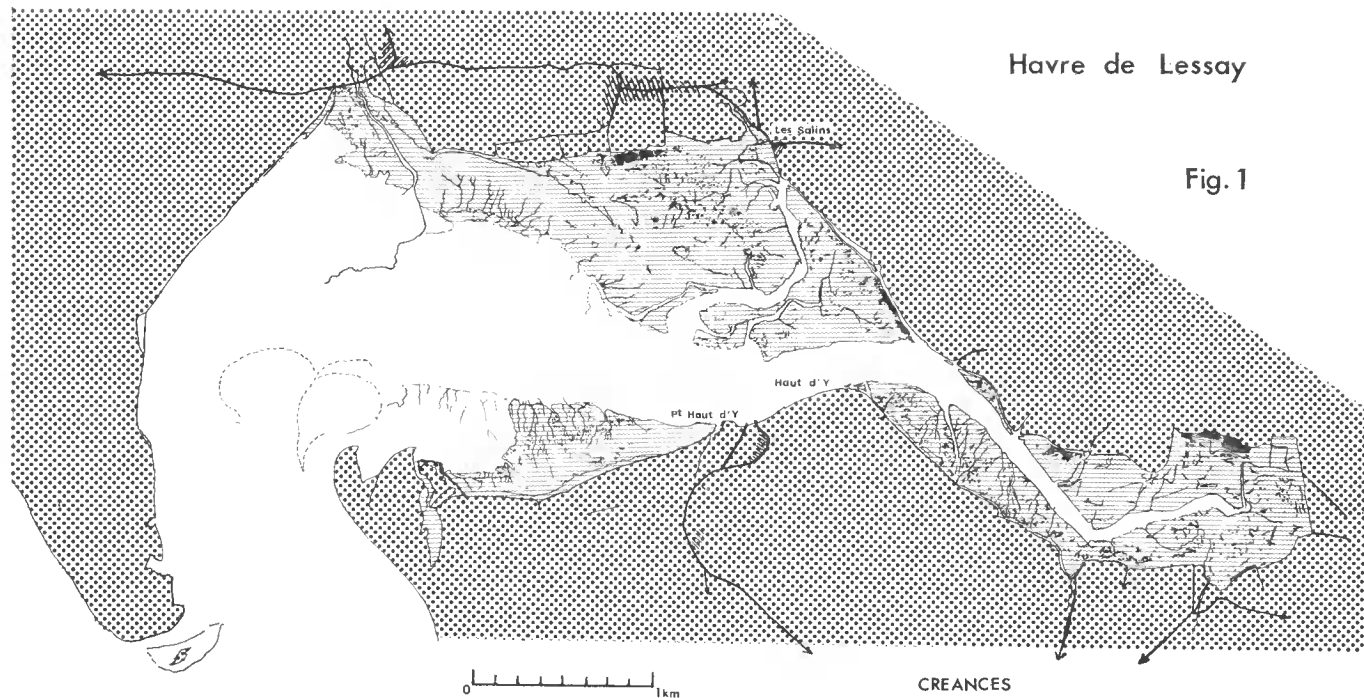 Havre de Lessay
Les Salins
Fig. 1
Haut d'Y
Pt Haut d'Y
0
1km
CREANCES